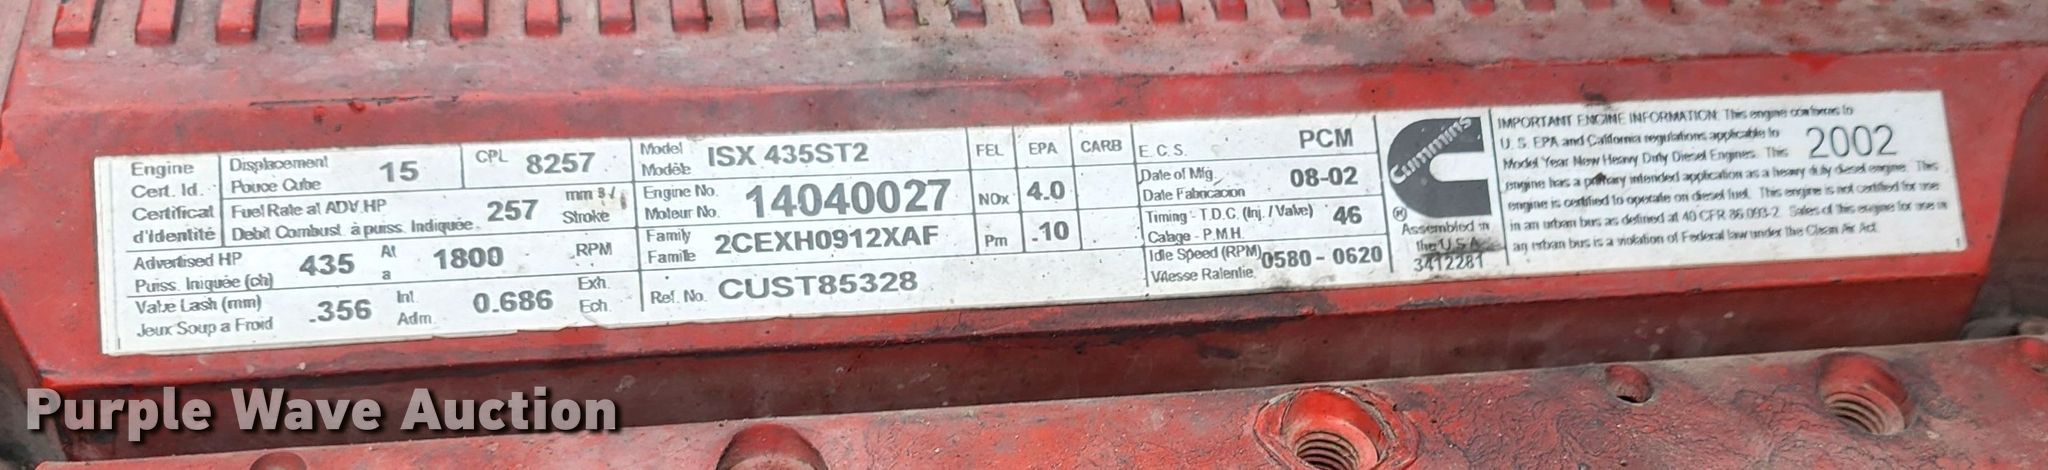 Engine
Cert. Id.
Certificat
d'Identité
Displacement
Pouce Cube
15
CPL 8257
Fuel Rate at ADV.HP
Debit Combust. à puiss. Indiquée.
257
mm 3 /
Stroke
Advertised HP
Puiss. Iniquée (ch)
435
At
a
1800
RPM
Valve Lash (mm)
Jeux Soup a Froid
.356
Int.
Adm.
0.686
Exh.
Ech.
Model
Modèle
ISX 435ST2
Engine No.
Moteur No.
14040027
Family
Famille
2CEXH0912XAF
Ref. No. CUST85328
FEL EPA CARB
NOx 4.0
Pm .10
E.C.S. PCM
Date of Mfg.
Date Fabricacion
08-02
Timing - T.D.C. (Inj. / Valve)
Calage - P.M.H.
46
Idle Speed (RPM)
Vitesse Ralentie.
0580 - 0620
Cummins
®
Assembled in
the U.S.A.
3412281
IMPORTANT ENGINE INFORMATION: This engine conforms to
U.S. EPA and California regulations applicable to 2002
Model Year New Heavy Duty Diesel Engines. This
engine has a primary intended application as a heavy duty diesel engine. This
engine is certified to operate on diesel fuel. This engine is not certified for use
in an urban bus as defined at 40 CFR 86.093-2. Sales of this engine for use in
an urban bus is a violation of Federal law under the Clean Air Act.
Purple Wave Auction